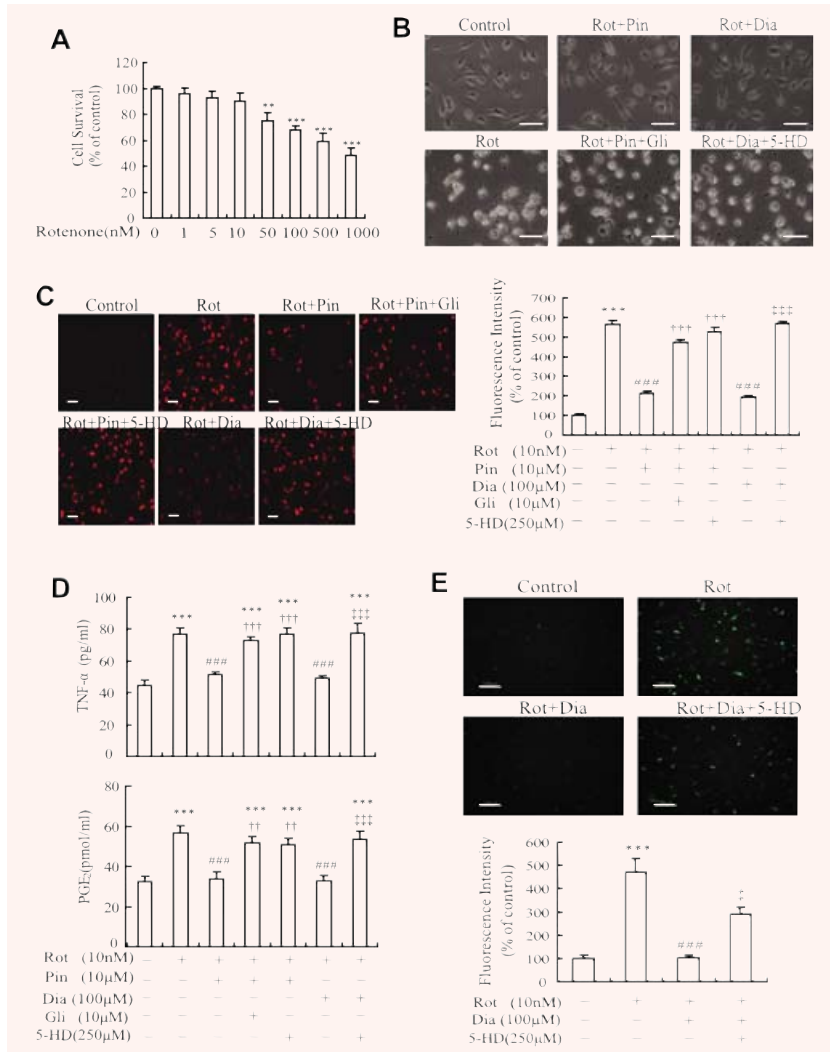 A
Cell Survival
(% of control)
120
100
80
60
40
20
0
** *** *** ***
Rotenone(nM) 0 1 5 10 50 100 500 1000
B
Control Rot+Pin Rot+Dia
Rot Rot+Pin+Gli Rot+Dia+5-HD
C
Control Rot Rot+Pin Rot+Pin+Gli
Rot+Pin+5-HD Rot+Dia Rot+Dia+5-HD
Fluorescence Intensity
(% of control)
700
600
500
400
300
200
100
0
*** ### ††† ††† ### ‡‡‡
‡‡‡
Rot (10nM) − + + + + + +
Pin (10μM) − − + + + − −
Dia (100μM) − − − − − + +
Gli (10μM) − − − + − − −
5-HD(250μM) − − − − + − +
D
TNF-α (pg/ml)
100
80
60
40
20
0
*** ### *** *** ### ***
††† ††† ‡‡‡
PGE₂(pmol/ml)
80
60
40
20
0
*** ### *** *** ### ***
†† †† ‡‡‡
Rot (10nM) − + + + + + +
Pin (10μM) − − + + + − −
Dia (100μM) − − − − − + +
Gli (10μM) − − − + − − −
5-HD(250μM) − − − − + − +
E
Control Rot
Rot+Dia Rot+Dia+5-HD
Fluorescence Intensity
(% of control)
600
500
400
300
200
100
0
*** ### ‡
Rot (10nM) − + + +
Dia (100μM) − − + +
5-HD(250μM) − − − +